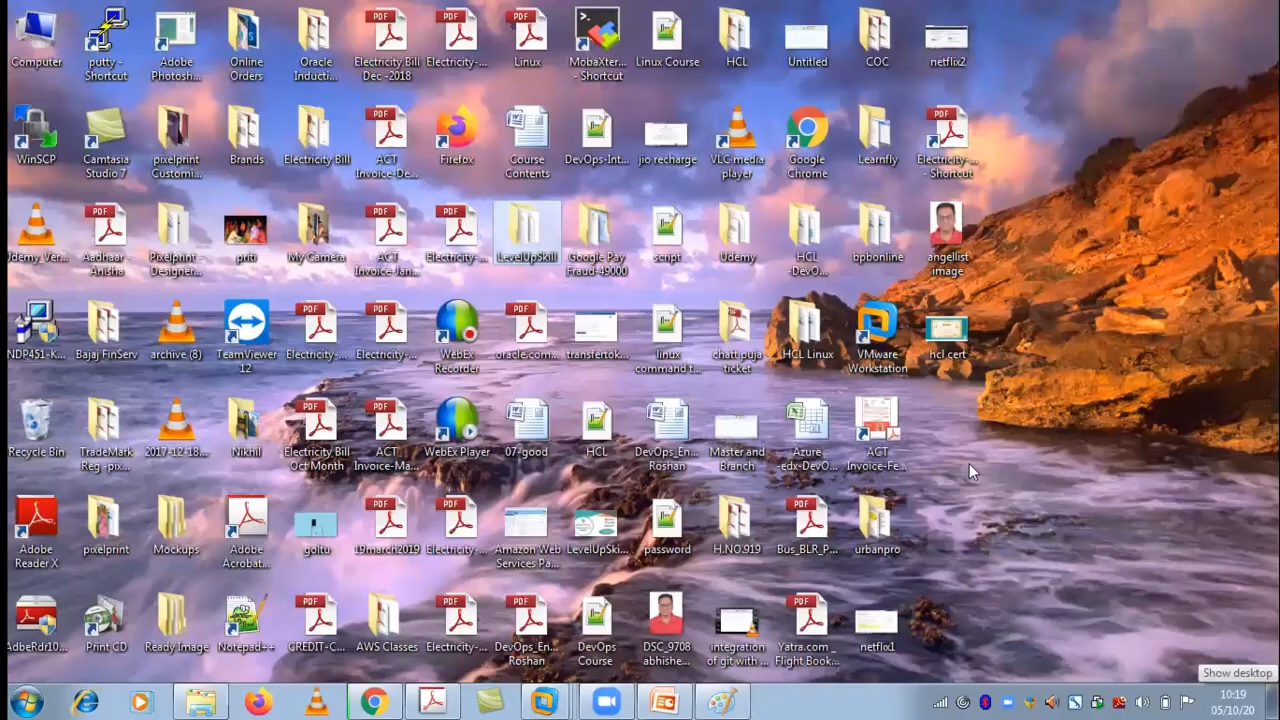 Computer
putty -
Shortcut
Adobe
Photosh...
Online
Orders
Oracle
Inducti...
Electricity Bill
Dec -2018
Electricity-...
Linux
MobaXter...
- Shortcut
Linux Course
HCL
Untitled
COC
netflix2
WinSCP
Camtasia
Studio 7
pixelprint
Customi...
Brands
Electricity Bill
ACT
Invoice-De...
Firefox
Course
Contents
DevOps-Int...
jio recharge
VLC media
player
Google
Chrome
Learnfly
Electricity-...
- Shortcut
Udemy_Ver...
Aadhaar -
Anisha
Pixelprint -
Designer...
priti
My Camera
ACT
Invoice-Jan...
Electricity-...
LevelUpSkill
Google Pay
Fraud-49000
script
Udemy
HCL
-DevO...
bpbonline
angellist
image
NDP451-K...
Bajaj FinServ
archive (8)
TeamViewer
12
Electricity-...
Electricity-...
WebEx
Recorder
oracle.com...
transfertok...
linux
command t...
chatt puja
ticket
HCL Linux
VMware
Workstation
hcl cert
Recycle Bin
TradeMark
Reg -pix...
2017-12-18...
Nikhil
Electricity Bill
Oct Month
ACT
Invoice-Ma...
WebEx Player
07-good
HCL
DevOps_En...
Roshan
Master and
Branch
Azure
-edx-DevO...
ACT
Invoice-Fe...
Adobe
Reader X
pixelprint
Mockups
Adobe
Acrobat...
goltu
19march2019
Electricity-...
Amazon Web
Services Pa...
LevelUpSki...
password
H.NO.919
Bus_BLR_P...
urbanpro
AdbeRdr10...
Print CD
Ready Image
Notepad++
CREDIT-C...
AWS Classes
Electricity-...
DevOps_En...
Roshan
DevOps
Course
DSC_9708
abhishe...
integration
of git with ...
Yatra.com _
Flight Book...
netflix1
Show desktop
10:19
05/10/20